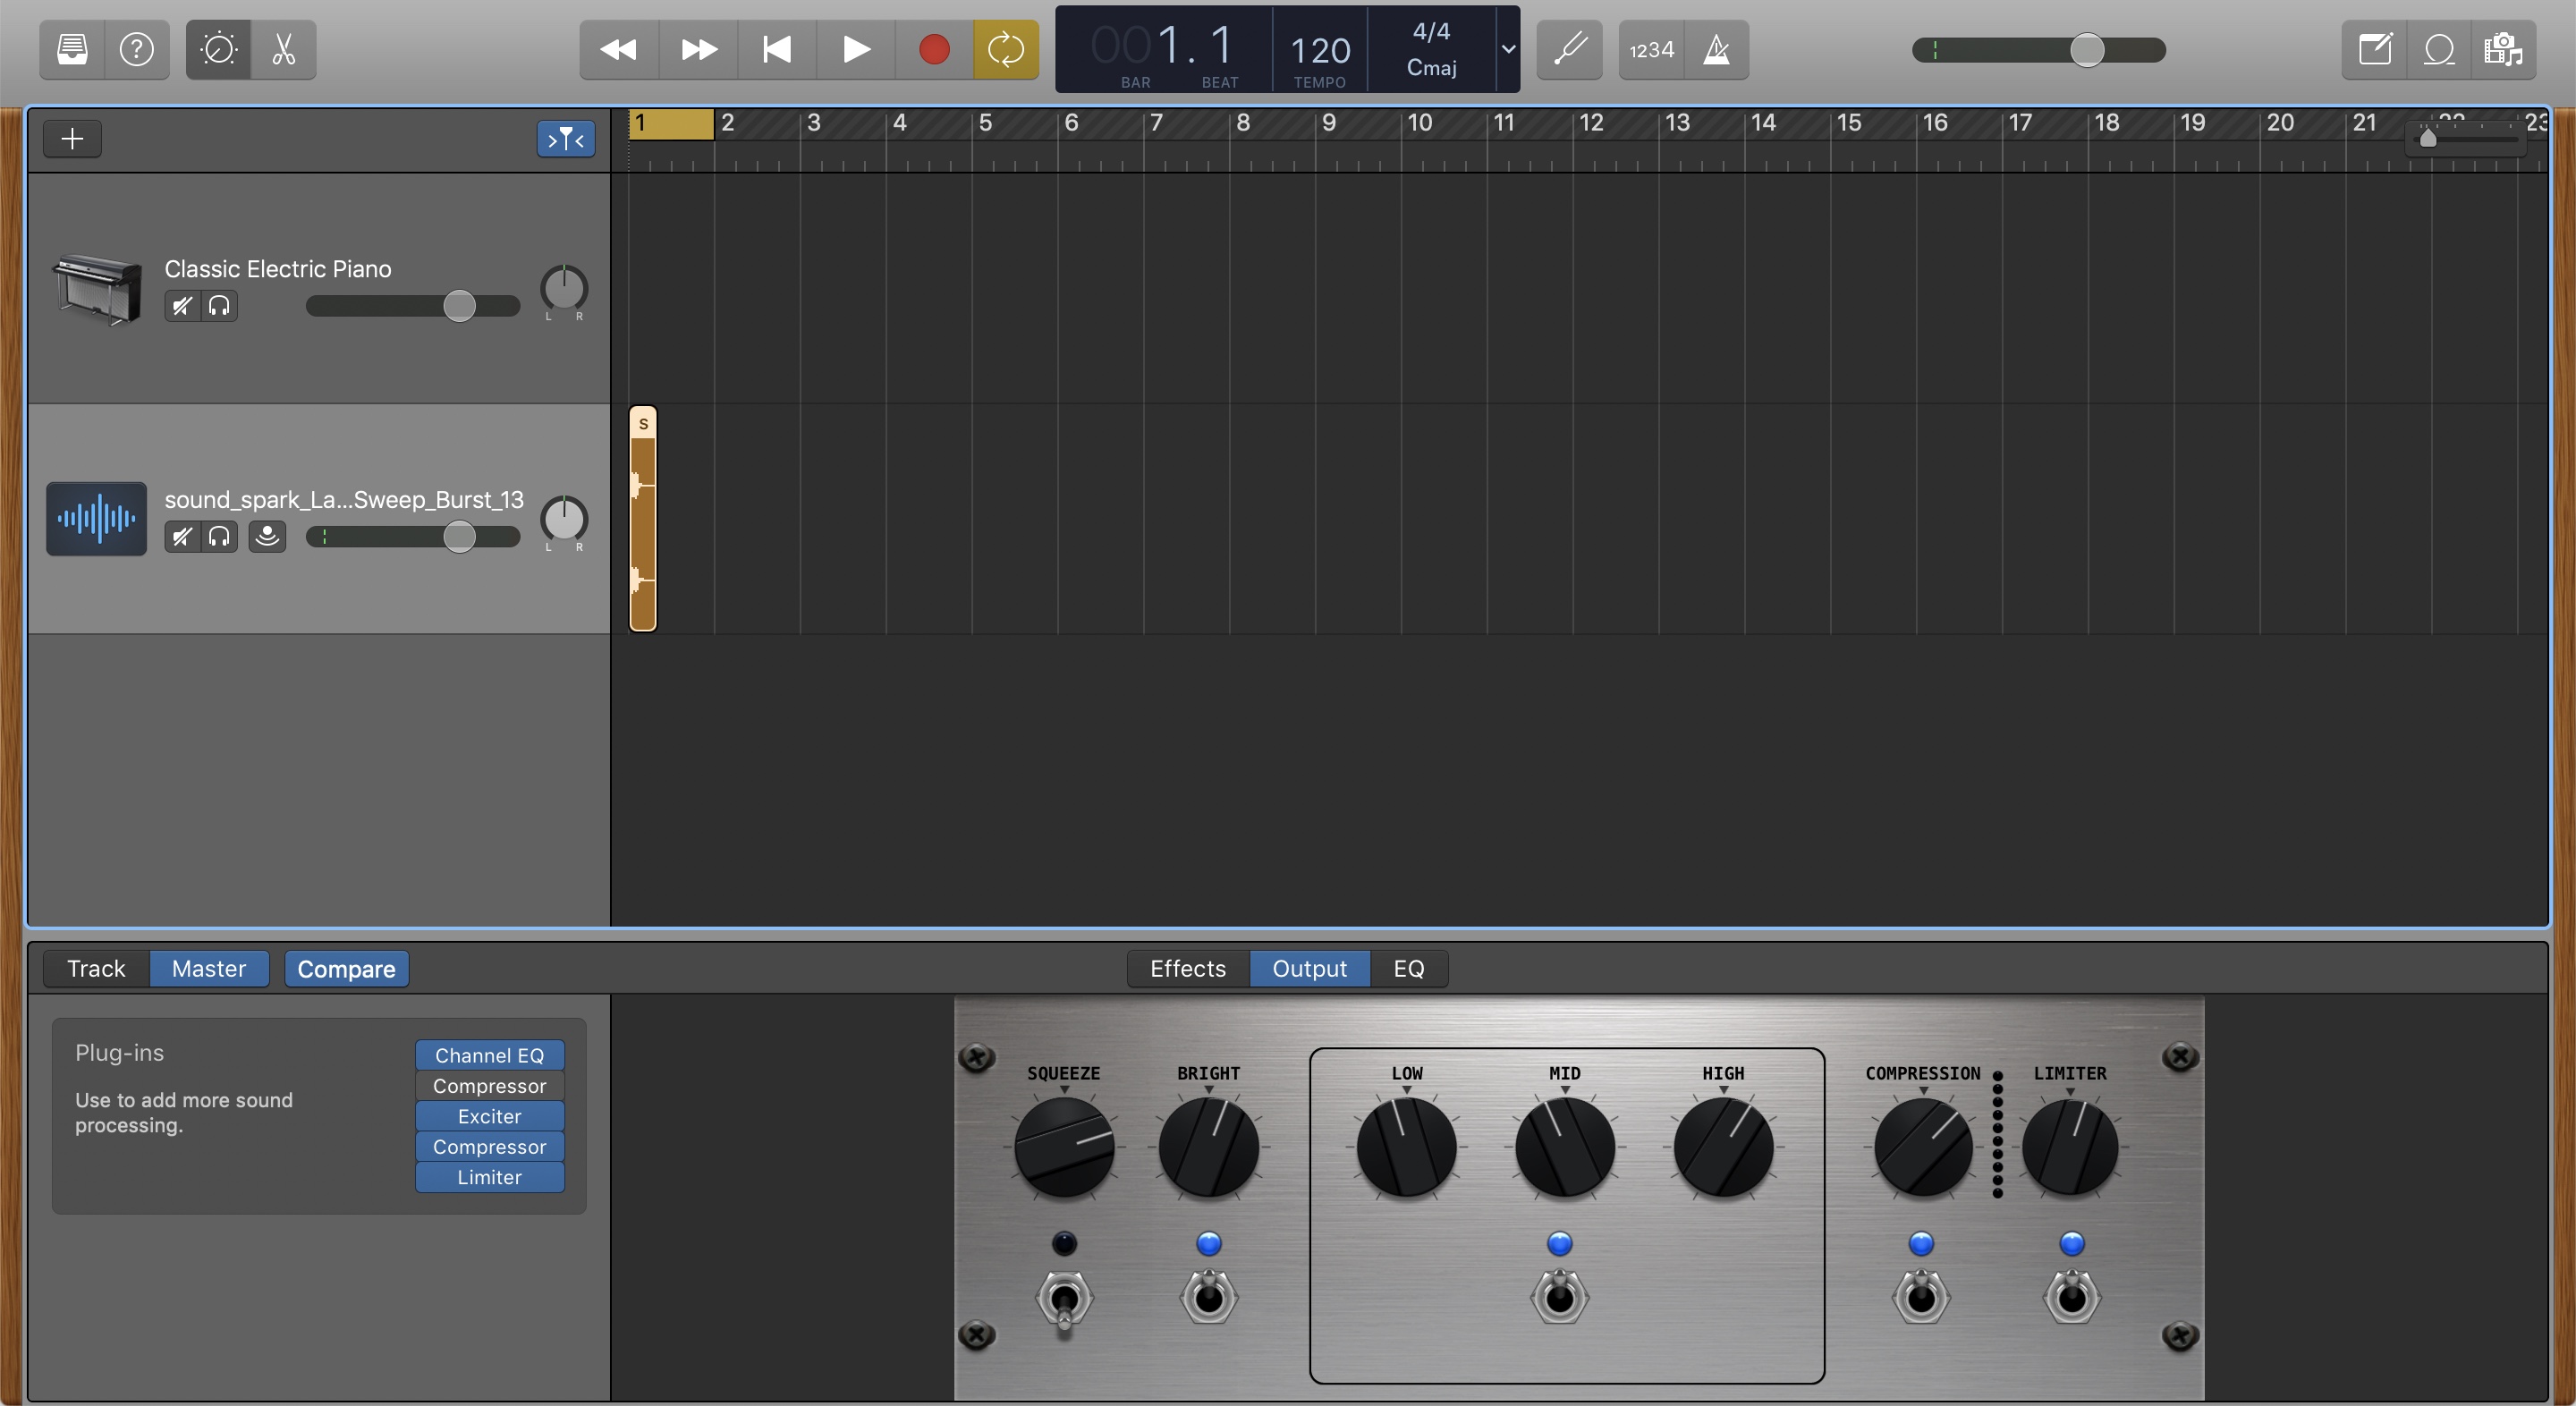 001.1
120
4/4
Cmaj
BAR BEAT TEMPO
1234
1 2 3 4 5 6 7 8 9 10 11 12 13 14 15 16 17 18 19 20 21 22 23
Classic Electric Piano
L R
S
sound_spark_La...Sweep_Burst_13
L R
Track Master Compare
Effects Output EQ
Plug-ins
Use to add more sound
processing.
Channel EQ
Compressor
Exciter
Compressor
Limiter
SQUEEZE BRIGHT LOW MID HIGH COMPRESSION LIMITER